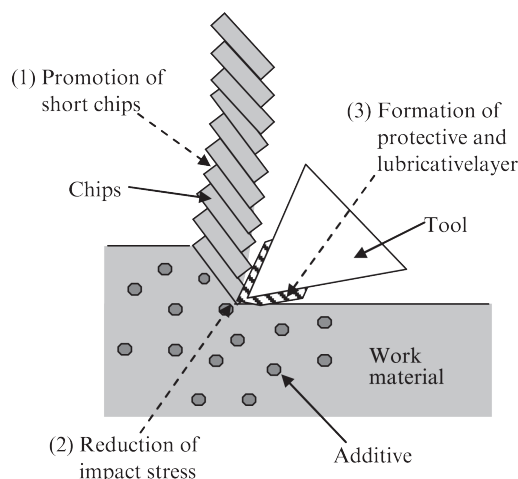 (1) Promotion of
short chips
(3) Formation of
protective and
lubricativelayer
Chips
Tool
Work
material
(2) Reduction of
impact stress
Additive